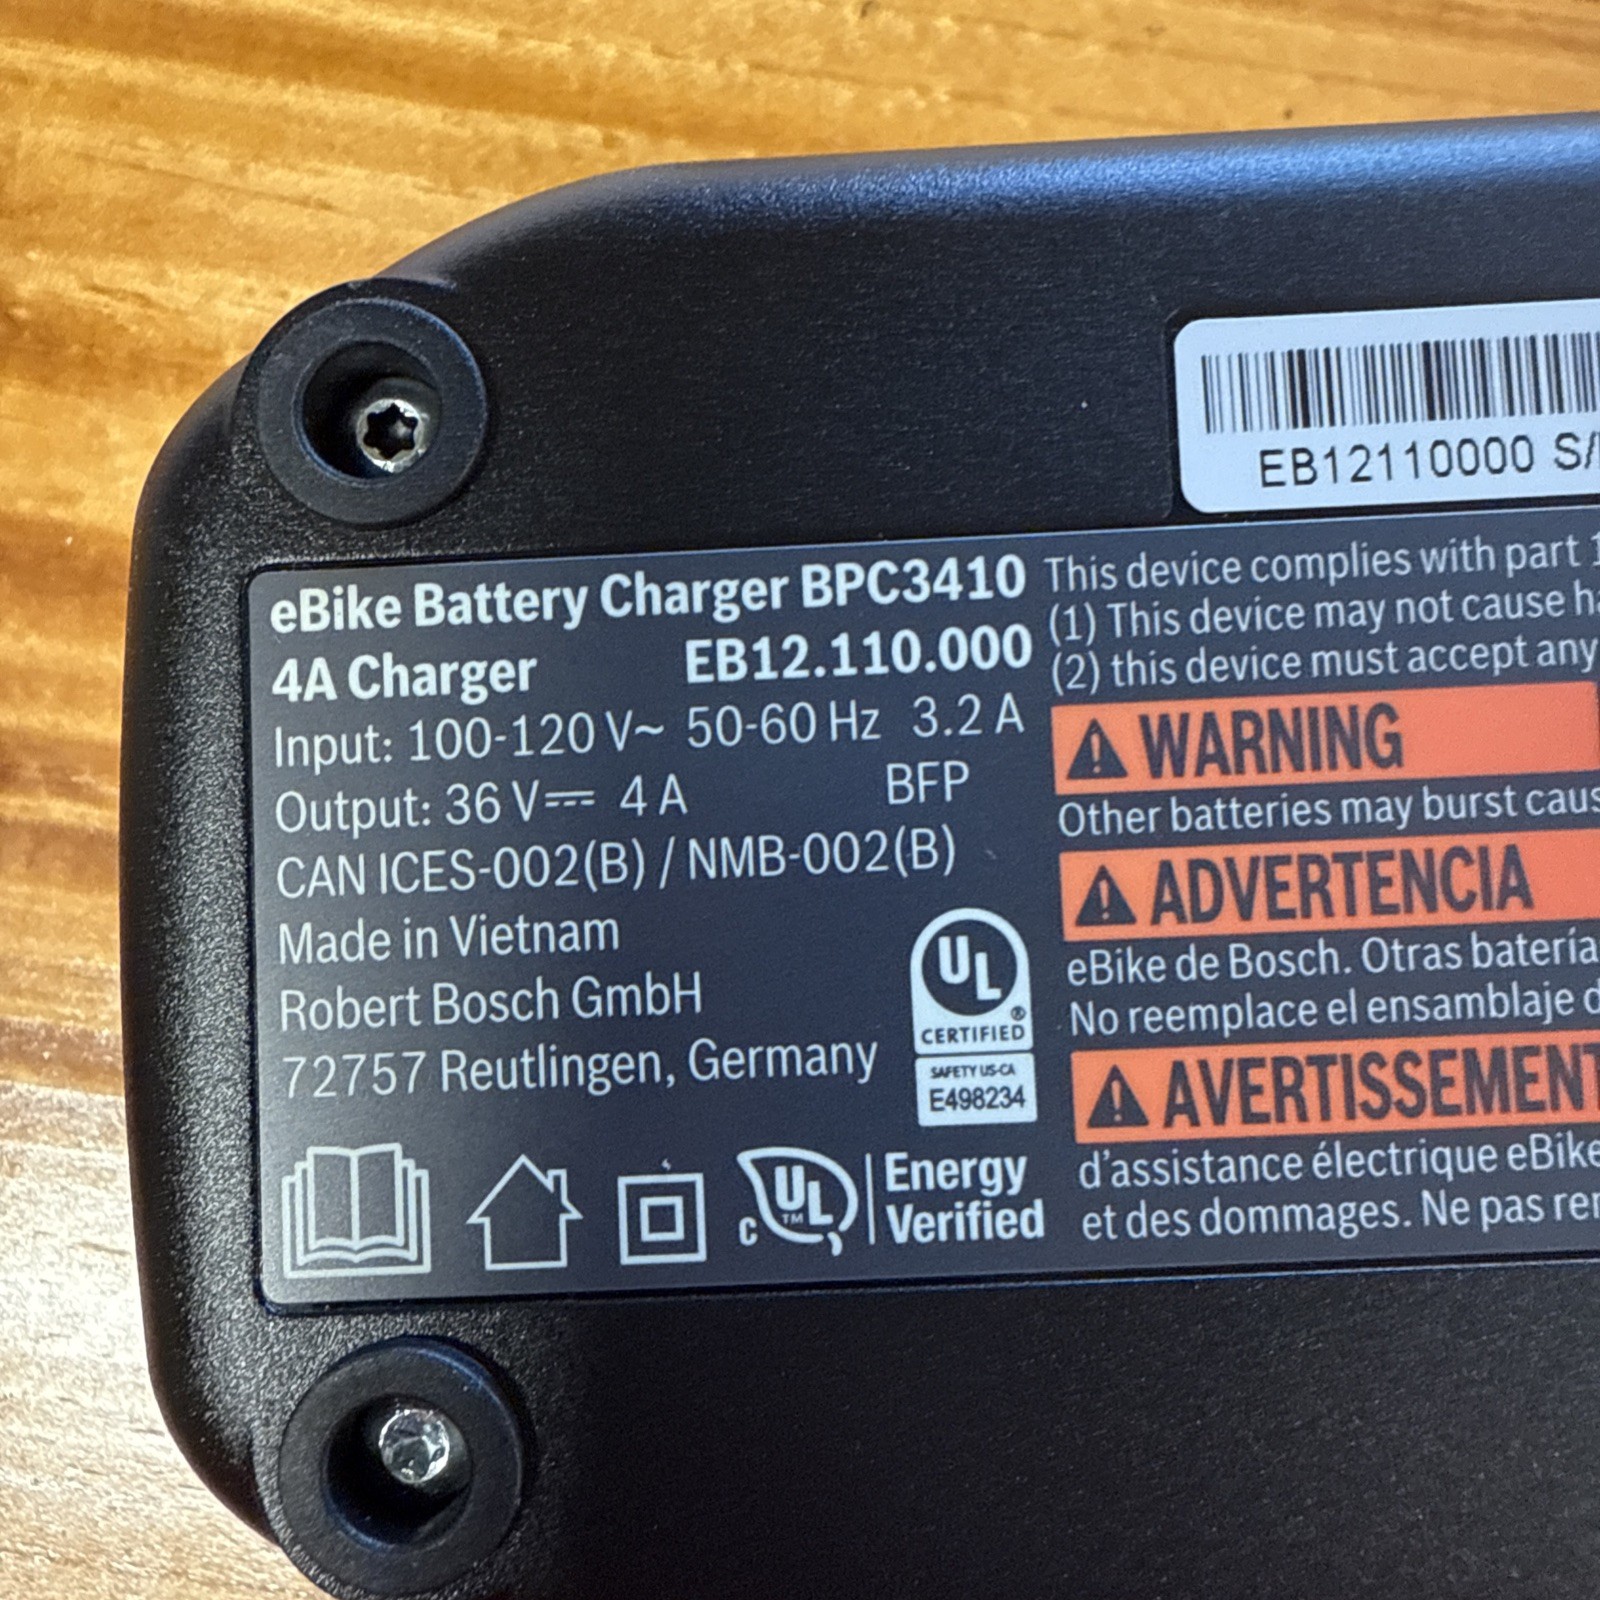 EB12110000 S/
eBike Battery Charger BPC3410
4A Charger EB12.110.000
Input: 100-120 V~ 50-60 Hz 3.2 A
Output: 36 V⎓ 4 A BFP
CAN ICES-002(B) / NMB-002(B)
Made in Vietnam
Robert Bosch GmbH
72757 Reutlingen, Germany
UL®
CERTIFIED
SAFETY US-CA
E498234
c UL™
Energy
Verified
This device complies with part
(1) This device may not cause
(2) this device must accept any
WARNING
Other batteries may burst
ADVERTENCIA
eBike de Bosch. Otras
No reemplace el ensamblaje
AVERTISSEMENT
d'assistance électrique eBike
et des dommages. Ne pas